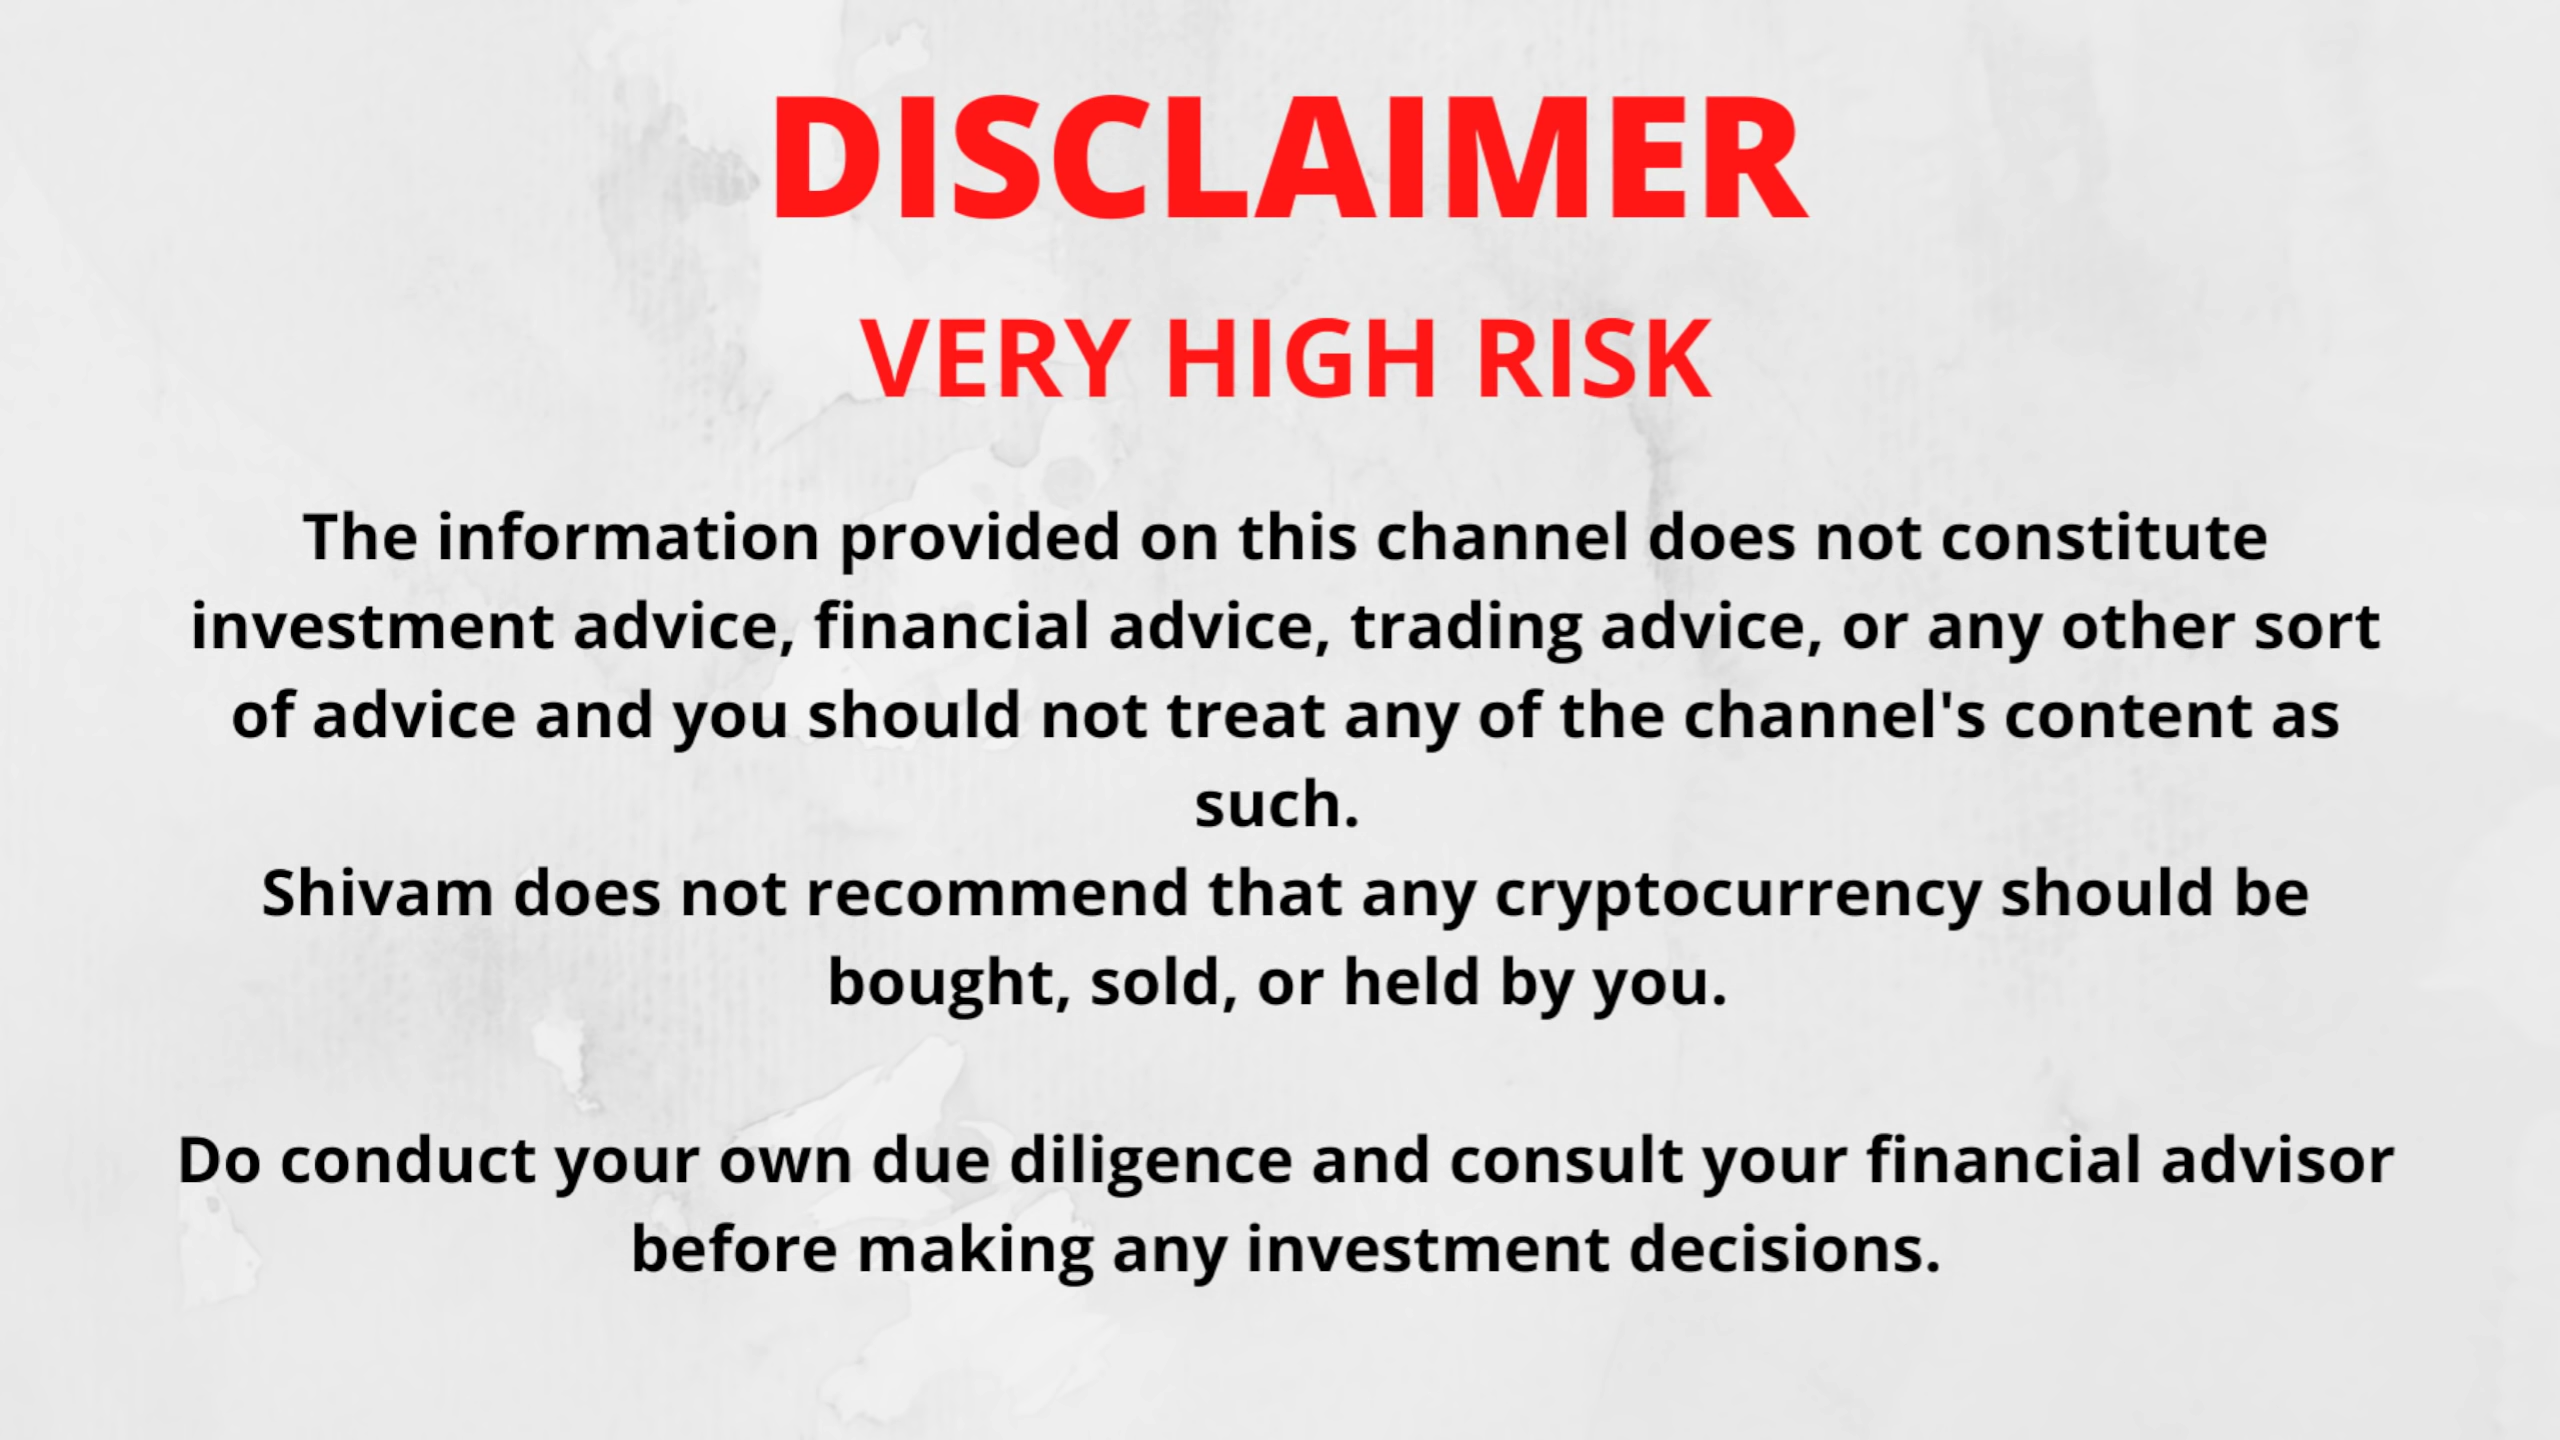 DISCLAIMER
VERY HIGH RISK
The information provided on this channel does not constitute
investment advice, financial advice, trading advice, or any other sort
of advice and you should not treat any of the channel's content as
such.
Shivam does not recommend that any cryptocurrency should be
bought, sold, or held by you.
Do conduct your own due diligence and consult your financial advisor
before making any investment decisions.